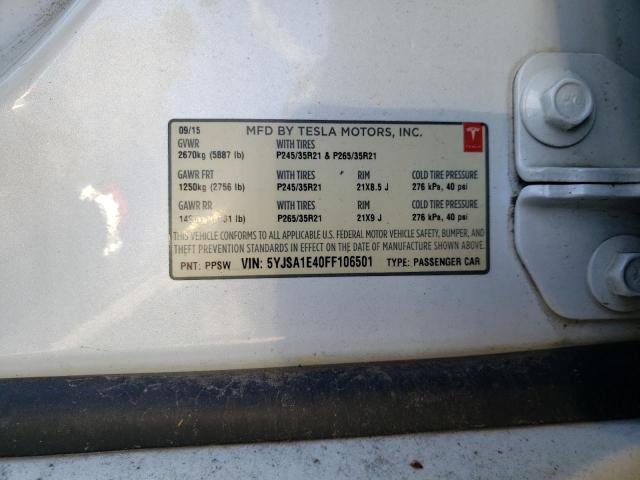 09/15 MFD BY TESLA MOTORS, INC.
GVWR WITH TIRES
2670kg (5887 lb) P245/35R21 & P265/35R21
GAWR FRT WITH TIRES RIM COLD TIRE PRESSURE
1250kg (2756 lb) P245/35R21 21X8.5 J 276 kPa, 40 psi
GAWR RR WITH TIRES RIM COLD TIRE PRESSURE
lb) P265/35R21 21X9 J 276 kPa, 40 psi
THIS VEHICLE CONFORMS TO ALL APPLICABLE U.S. FEDERAL MOTOR VEHICLE SAFETY, BUMPER, AND
THEFT PREVENTION STANDARDS IN EFFECT ON THE DATE OF MANUFACTURE SHOWN ABOVE.
PNT: PPSW VIN: 5YJSA1E40FF106501 TYPE: PASSENGER CAR
TESLA